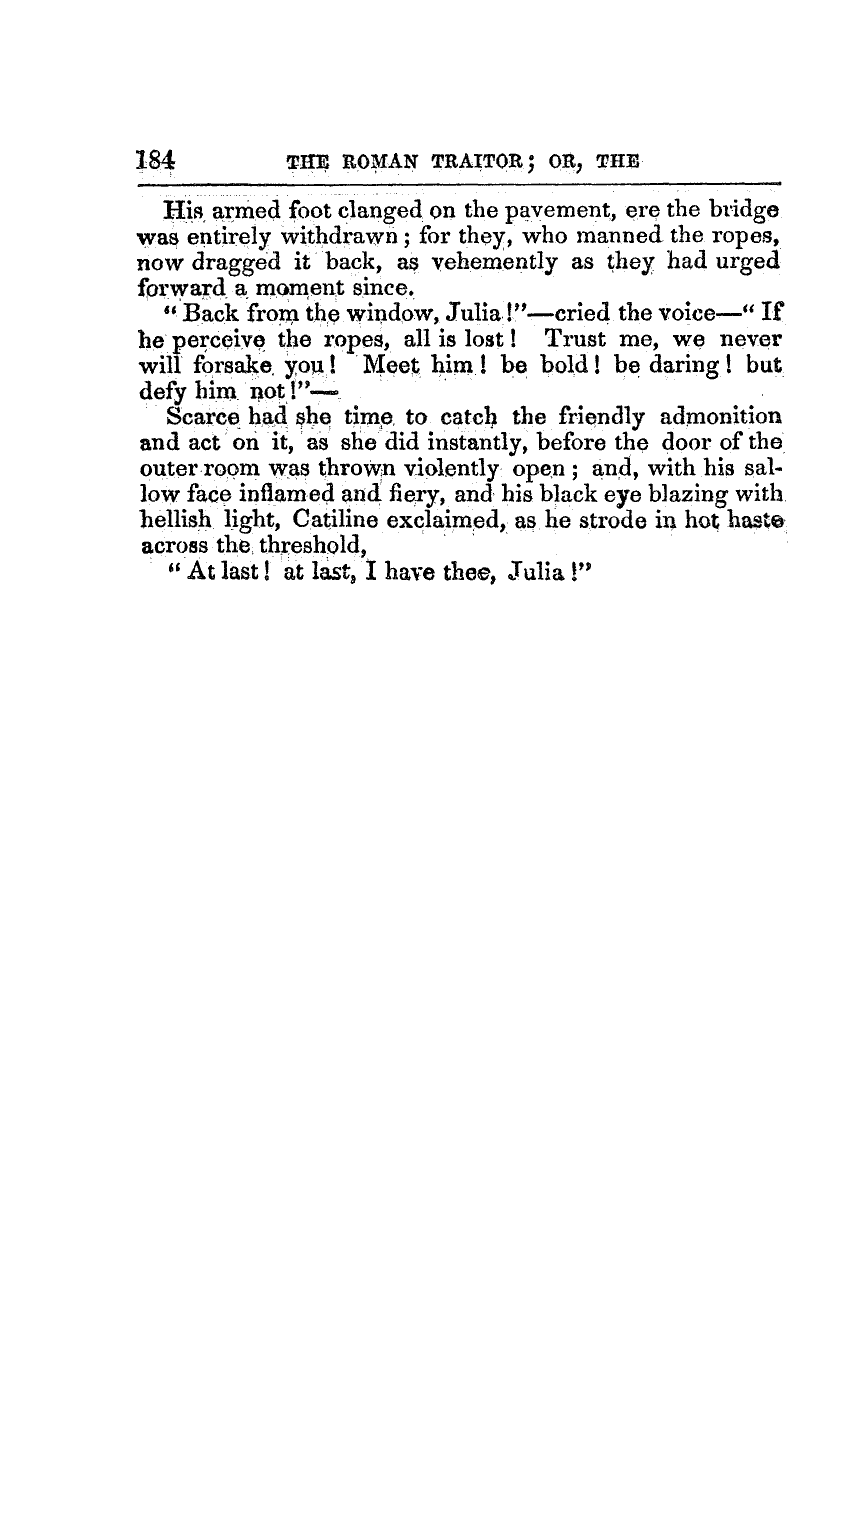 184 THE ROMAN TRAITOR; OR, THE
His armed foot clanged on the pavement, ere the bridge
was entirely withdrawn; for they, who manned the ropes,
now dragged it back, as vehemently as they had urged
forward a moment since.
"Back from the window, Julia!"—cried the voice—"If
he perceive the ropes, all is lost! Trust me, we never
will forsake you! Meet him! be bold! be daring! but
defy him not!"—
Scarce had she time to catch the friendly admonition
and act on it, as she did instantly, before the door of the
outer room was thrown violently open; and, with his sal-
low face inflamed and fiery, and his black eye blazing with
hellish light, Catiline exclaimed, as he strode in hot haste
across the threshold,
"At last! at last, I have thee, Julia!"